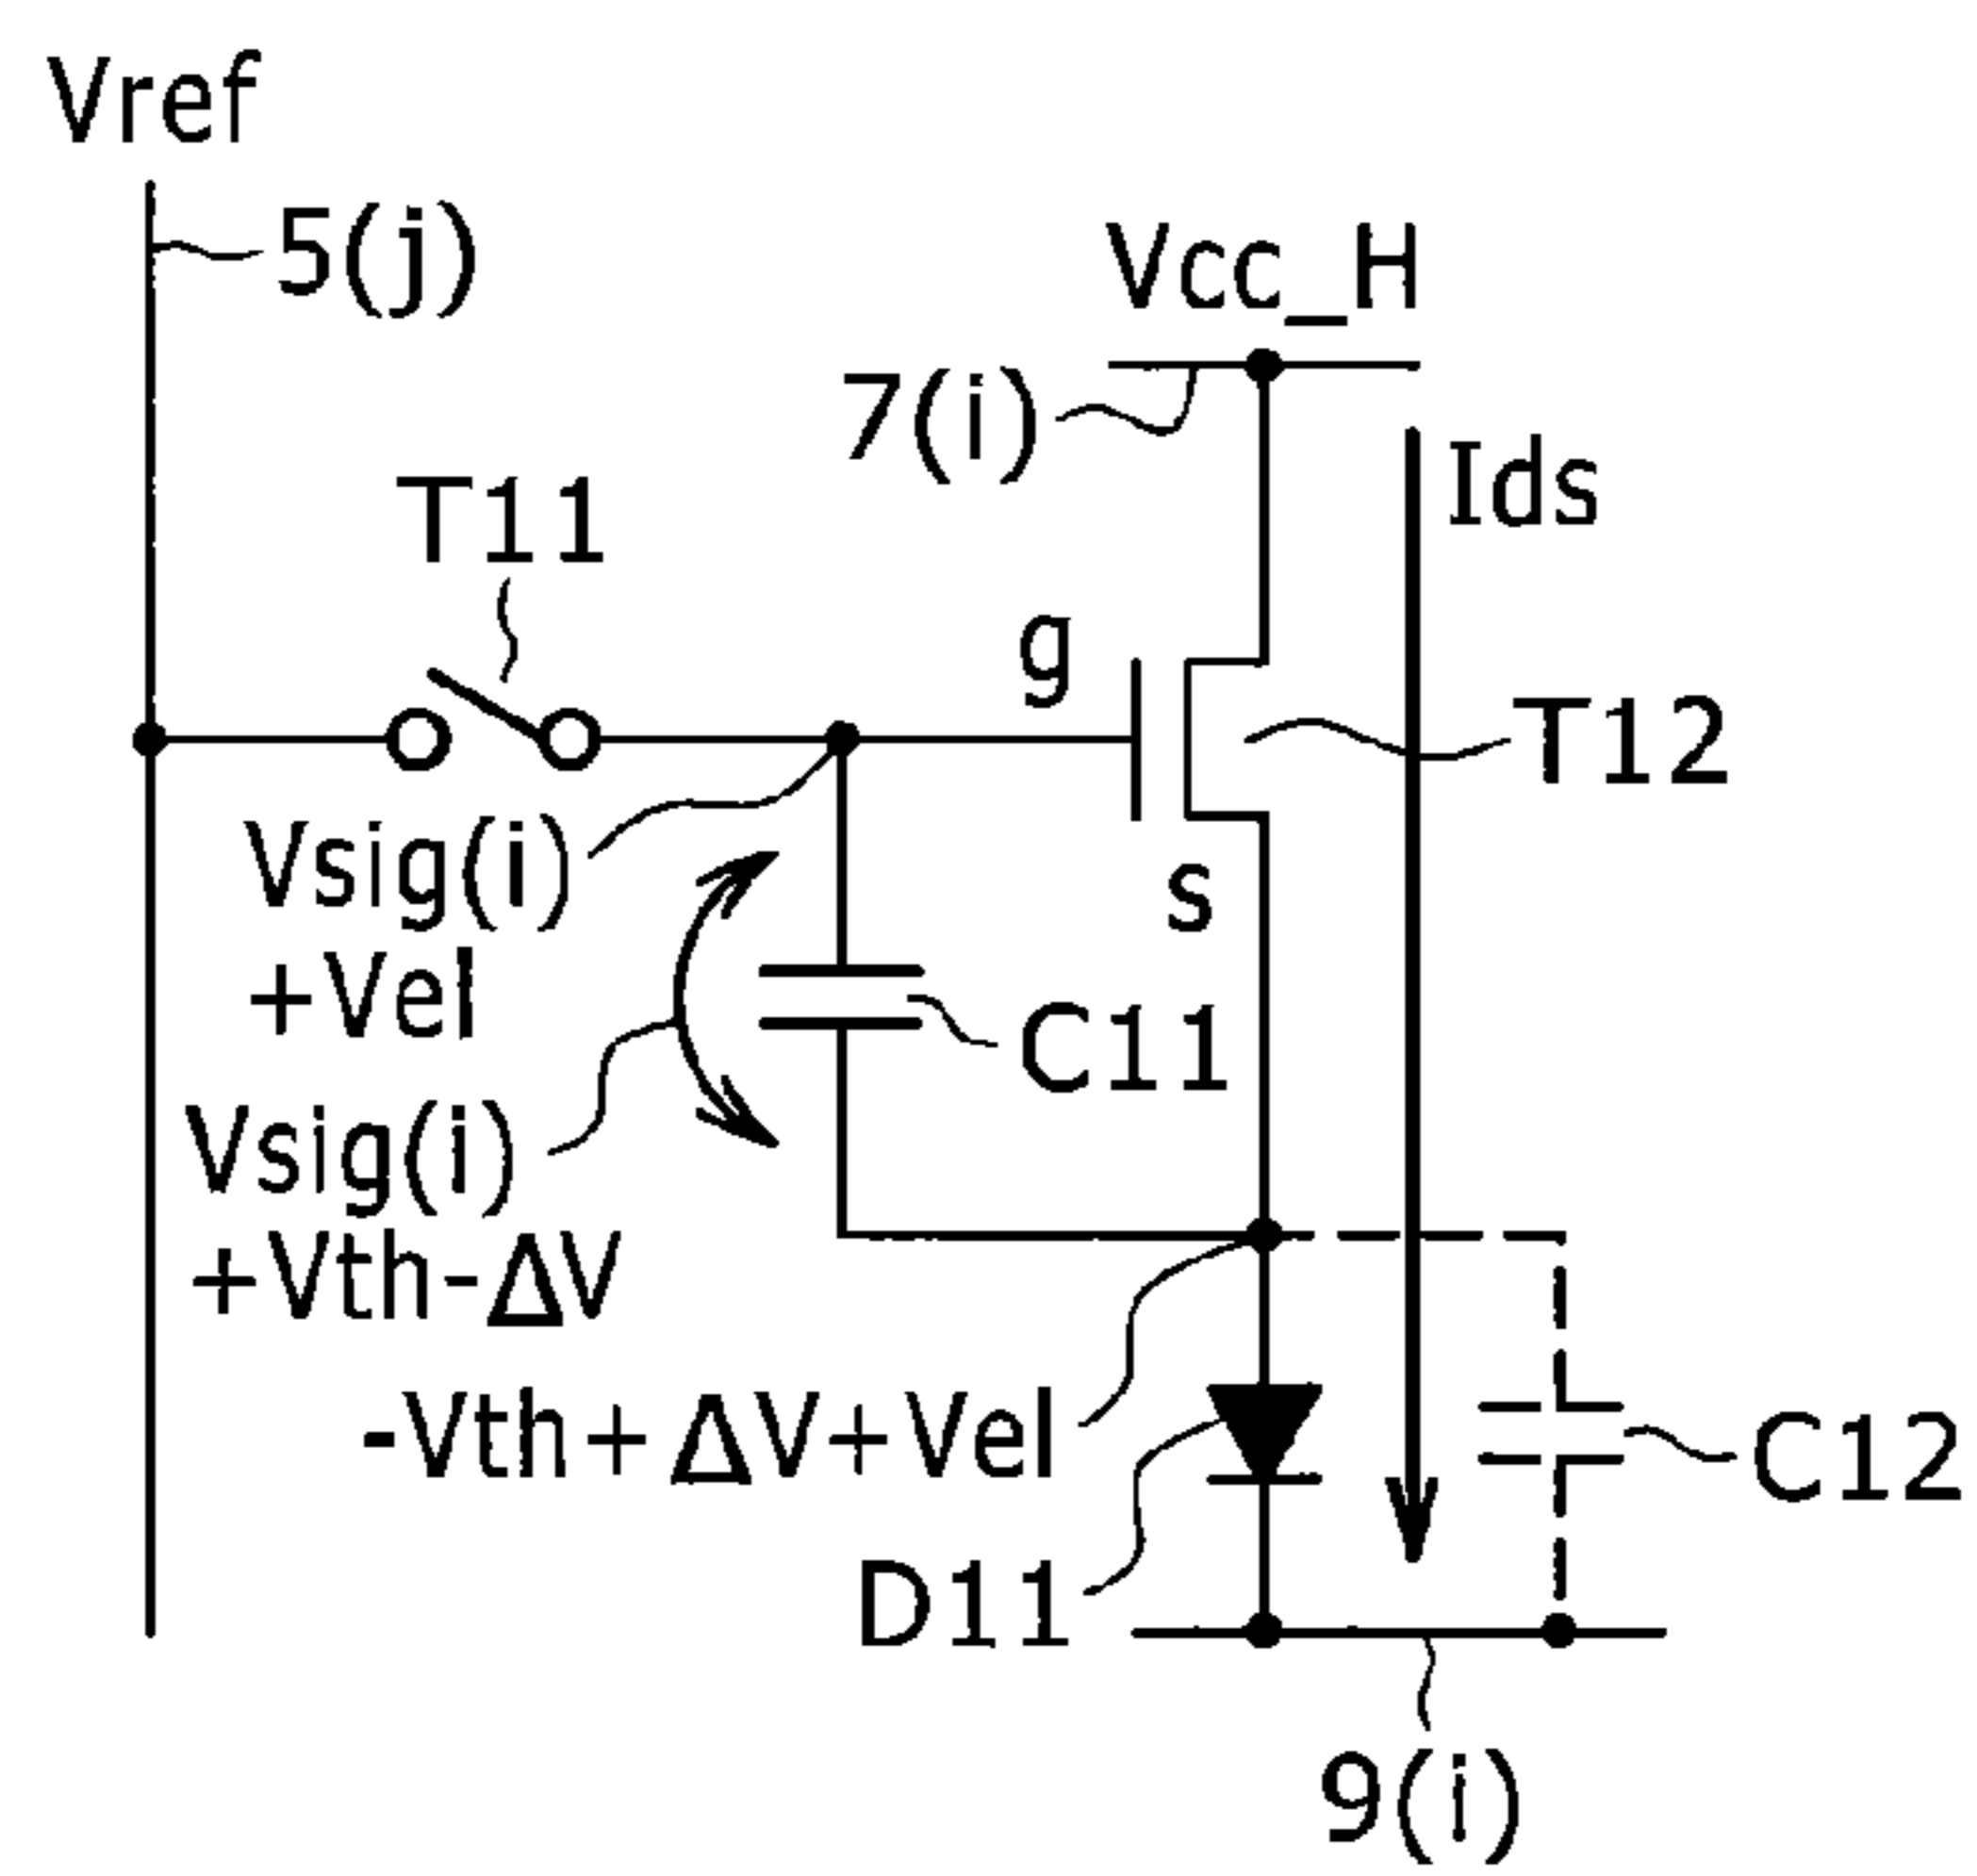 Vref
5(j)
Vcc_H
7(i)
Ids
T11
g
T12
Vsig(i)
+Vel
s
C11
Vsig(i)
+Vth-ΔV
-Vth+ΔV+Vel
C12
D11
9(i)